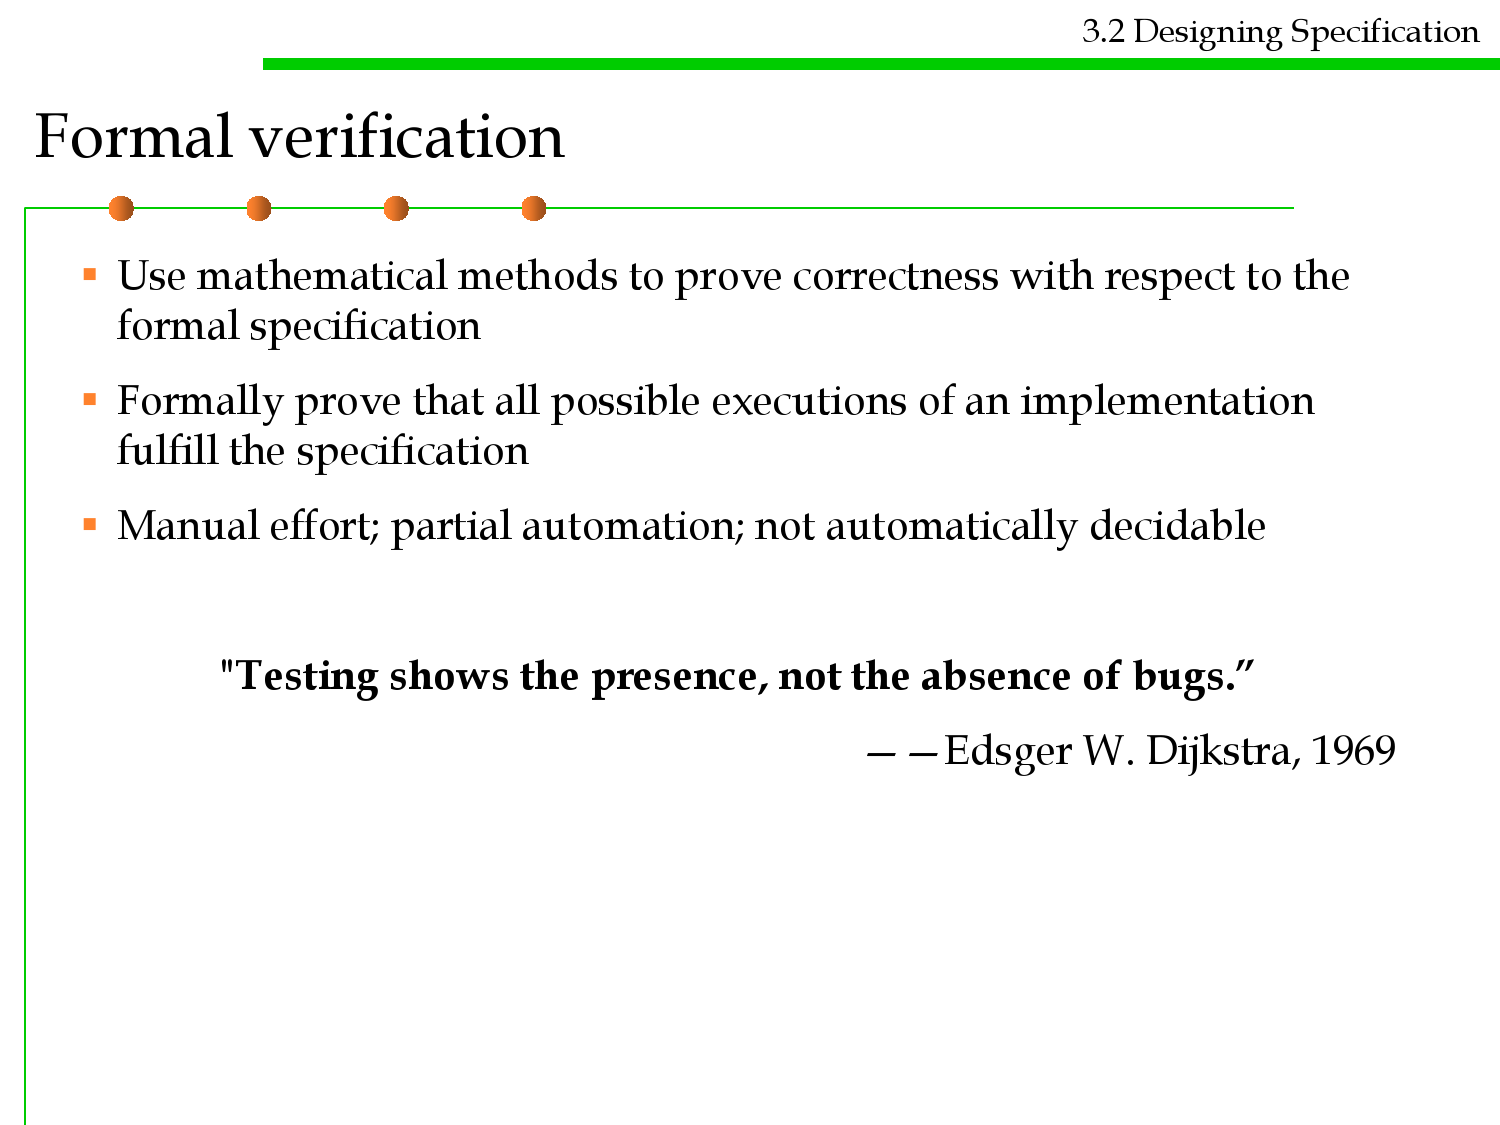 3.2 Designing Specification
Formal verification
▪ Use mathematical methods to prove correctness with respect to the
formal specification
▪ Formally prove that all possible executions of an implementation
fulfill the specification
▪ Manual effort; partial automation; not automatically decidable
"Testing shows the presence, not the absence of bugs.”
——Edsger W. Dijkstra, 1969